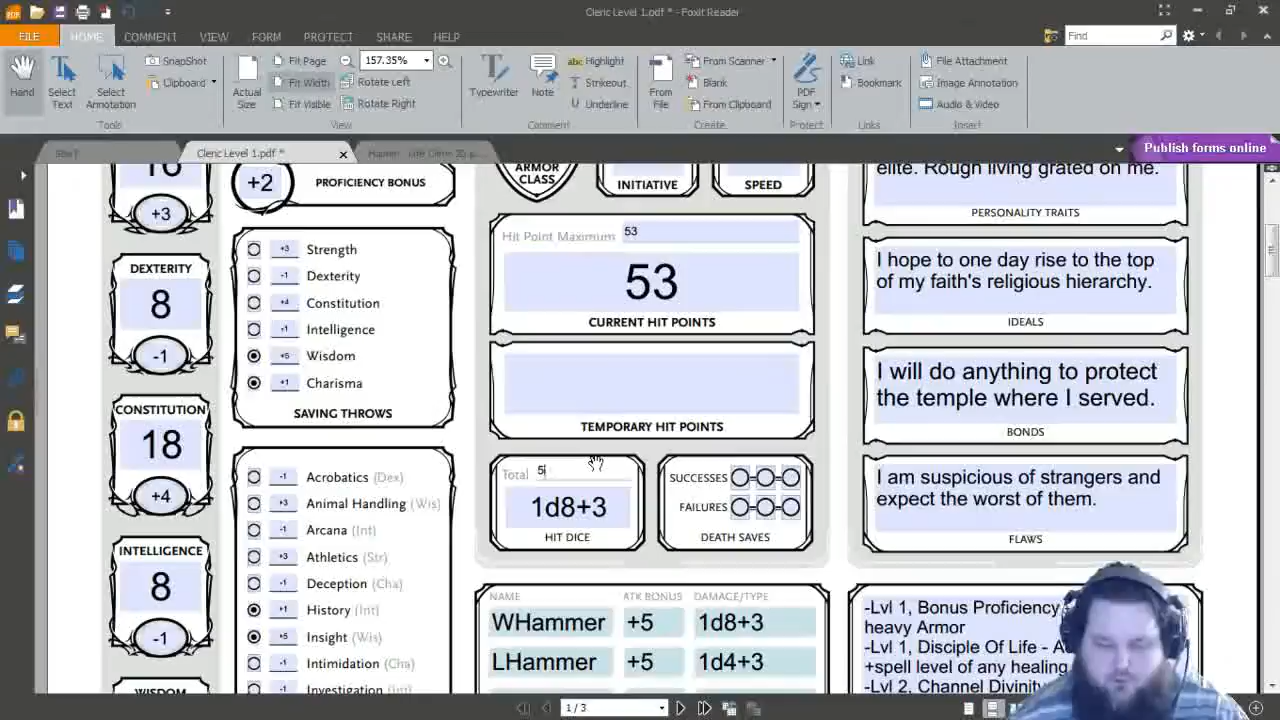 Cleric Level 1.pdf * - Foxit Reader
FILE HOME COMMENT VIEW FORM PROTECT SHARE HELP
Find
Hand
Select Text
Select Annotation
SnapShot
Clipboard
Tools
Actual Size
Fit Page
Fit Width
Fit Visible
157.35%
Rotate Left
Rotate Right
View
Typewriter
Note
Highlight
Strikeout
Underline
Comment
From File
From Scanner
Blank
From Clipboard
Create
PDF Sign
Protect
Link
Bookmark
Links
File Attachment
Image Annotation
Audio & Video
Insert
Cleric Level 1.pdf *
Publish forms online
+3
DEXTERITY
8
-1
CONSTITUTION
18
+4
INTELLIGENCE
8
-1
WISDOM
+2 PROFICIENCY BONUS
+3 Strength
-1 Dexterity
+4 Constitution
Intelligence
+5 Wisdom
+1 Charisma
SAVING THROWS
-1 Acrobatics (Dex)
+3 Animal Handling (Wis)
-1 Arcana (Int)
+3 Athletics (Str)
-1 Deception (Cha)
+1 History (Int)
+5 Insight (Wis)
-1 Intimidation (Cha)
-1 Investigation (Int)
ARMOR CLASS
INITIATIVE
SPEED
Hit Point Maximum 53
53
CURRENT HIT POINTS
TEMPORARY HIT POINTS
Total 5
1d8+3
HIT DICE
SUCCESSES
FAILURES
DEATH SAVES
NAME ATK BONUS DAMAGE/TYPE
WHammer +5 1d8+3
LHammer +5 1d4+3
elite. Rough living grated on me.
PERSONALITY TRAITS
I hope to one day rise to the top
of my faith's religious hierarchy.
IDEALS
I will do anything to protect
the temple where I served.
BONDS
I am suspicious of strangers and
expect the worst of them.
FLAWS
-Lvl 1, Bonus Proficiency
heavy Armor
-Lvl 1, Disciple Of Life -
+spell level of any healing
-Lvl 2, Channel Divinity
1 / 3